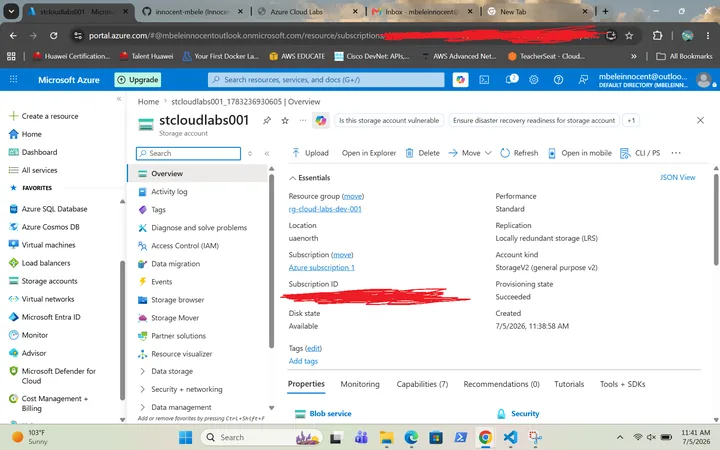 stcloudlabs001 - Micros
innocent-mbele (Innoce
Azure Cloud Labs
Inbox - mbeleinnocent@
New Tab
portal.azure.com/#@mbeleinnocentoutlook.onmicrosoft.com/resource/subscriptions
Huawei Certification...
Talent Huawei
Your First Docker La...
AWS EDUCATE
Cisco DevNet: APIs,...
AWS Advanced Net...
TeacherSet - Cloud...
All Bookmarks
Microsoft Azure
Upgrade
Search resources, services, and docs (G+/)
mbeleinnocent@outloo...
DEFAULT DIRECTORY (MBELEIN...
Create a resource
Home
Dashboard
All services
FAVORITES
Azure SQL Database
Azure Cosmos DB
Virtual machines
Load balancers
Storage accounts
Virtual networks
Microsoft Entra ID
Monitor
Advisor
Microsoft Defender for
Cloud
Cost Management +
Billing
Home > stcloudlabs001_1783236930605 | Overview >
stcloudlabs001
Storage account
Is this storage account vulnerable
Ensure disaster recovery readiness for storage account
+1
Search
Overview
Activity log
Tags
Diagnose and solve problems
Access Control (IAM)
Data migration
Events
Storage browser
Storage Mover
Partner solutions
Resource visualizer
Data storage
Security + networking
Data management
Add or remove favorites by pressing Ctrl+Shift+F
Upload
Open in Explorer
Delete
Move
Refresh
Open in mobile
CLI / PS
Essentials
JSON View
Resource group (move)
rg-cloud-labs-dev-001
Location
uaenorth
Subscription (move)
Azure subscription 1
Subscription ID
Disk state
Available
Tags (edit)
Add tags
Performance
Standard
Replication
Locally redundant storage (LRS)
Account kind
StorageV2 (general purpose v2)
Provisioning state
Succeeded
Created
7/5/2026, 11:38:58 AM
Properties
Monitoring
Capabilities (7)
Recommendations (0)
Tutorials
Tools + SDKs
Blob service
Security
103°F
Sunny
Search
11:41 AM
7/5/2026